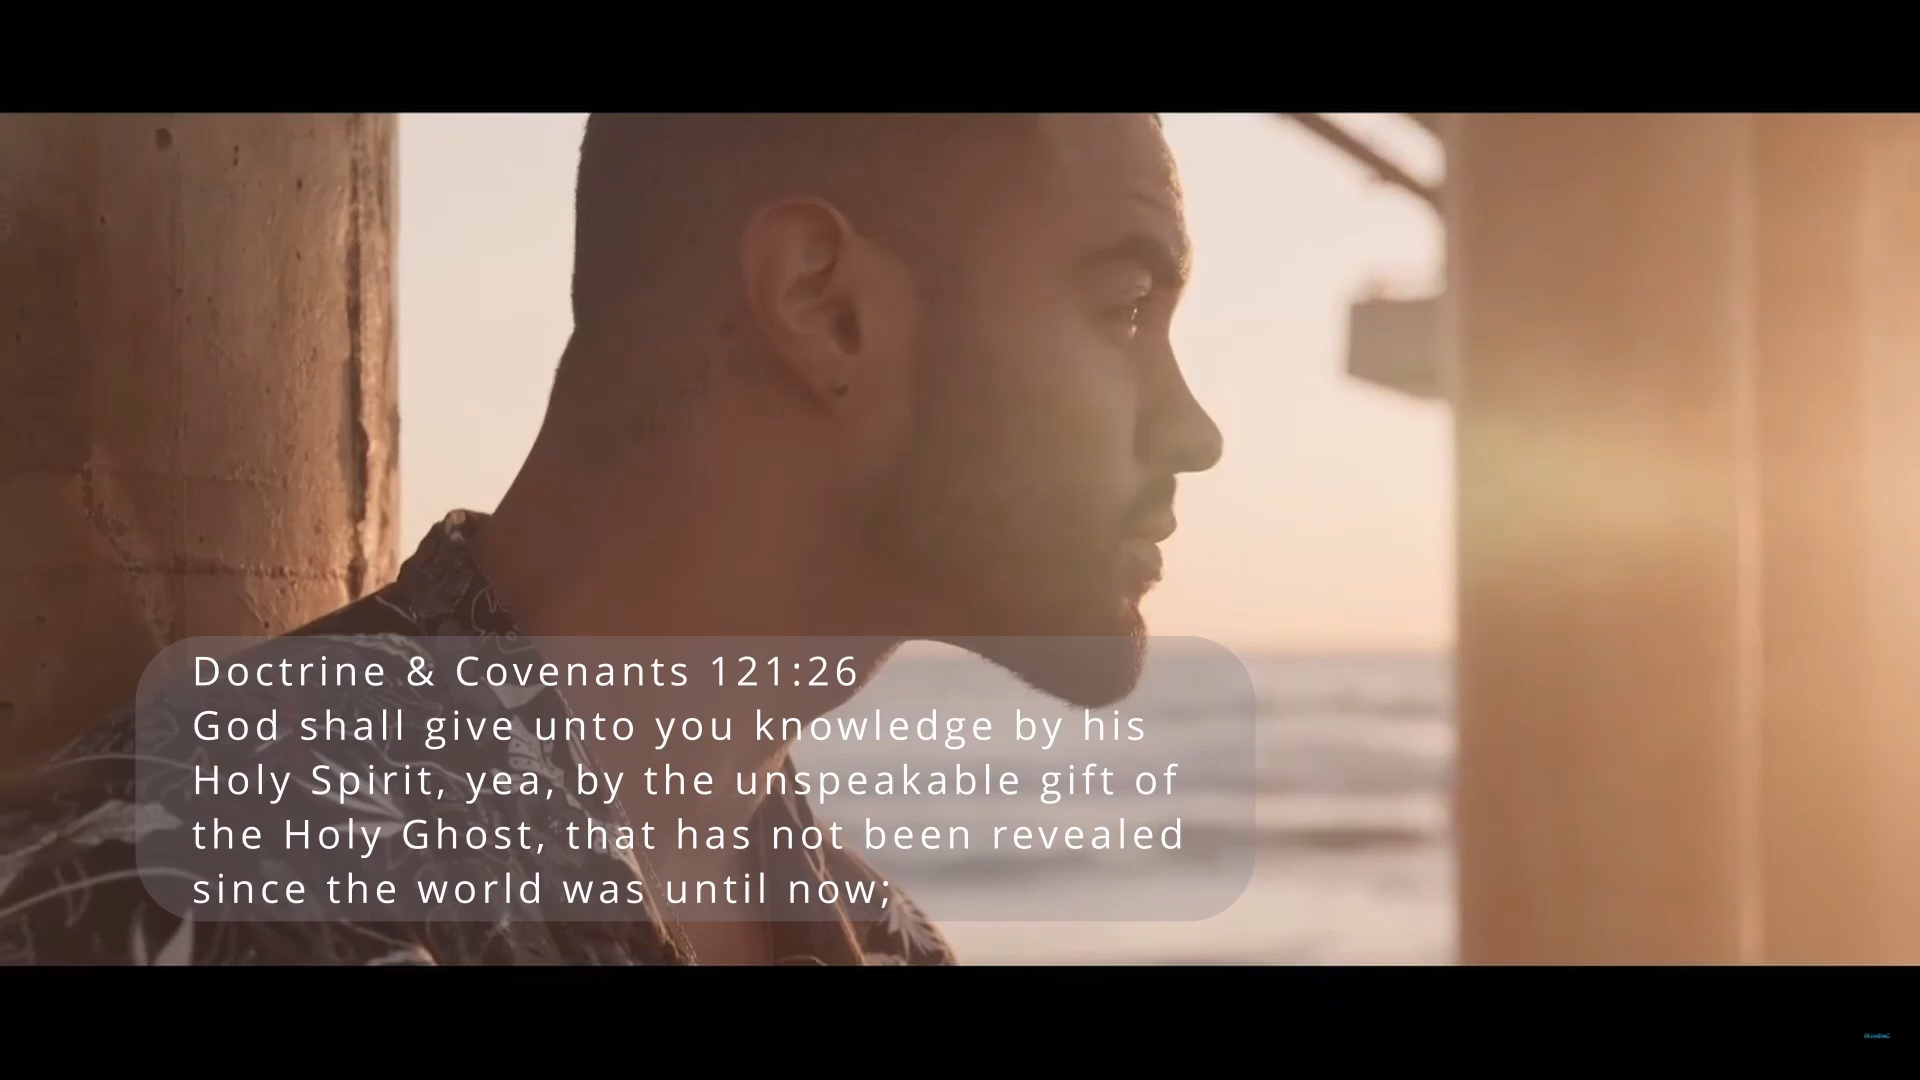 Doctrine & Covenants 121:26
God shall give unto you knowledge by his
Holy Spirit, yea, by the unspeakable gift of
the Holy Ghost, that has not been revealed
since the world was until now;